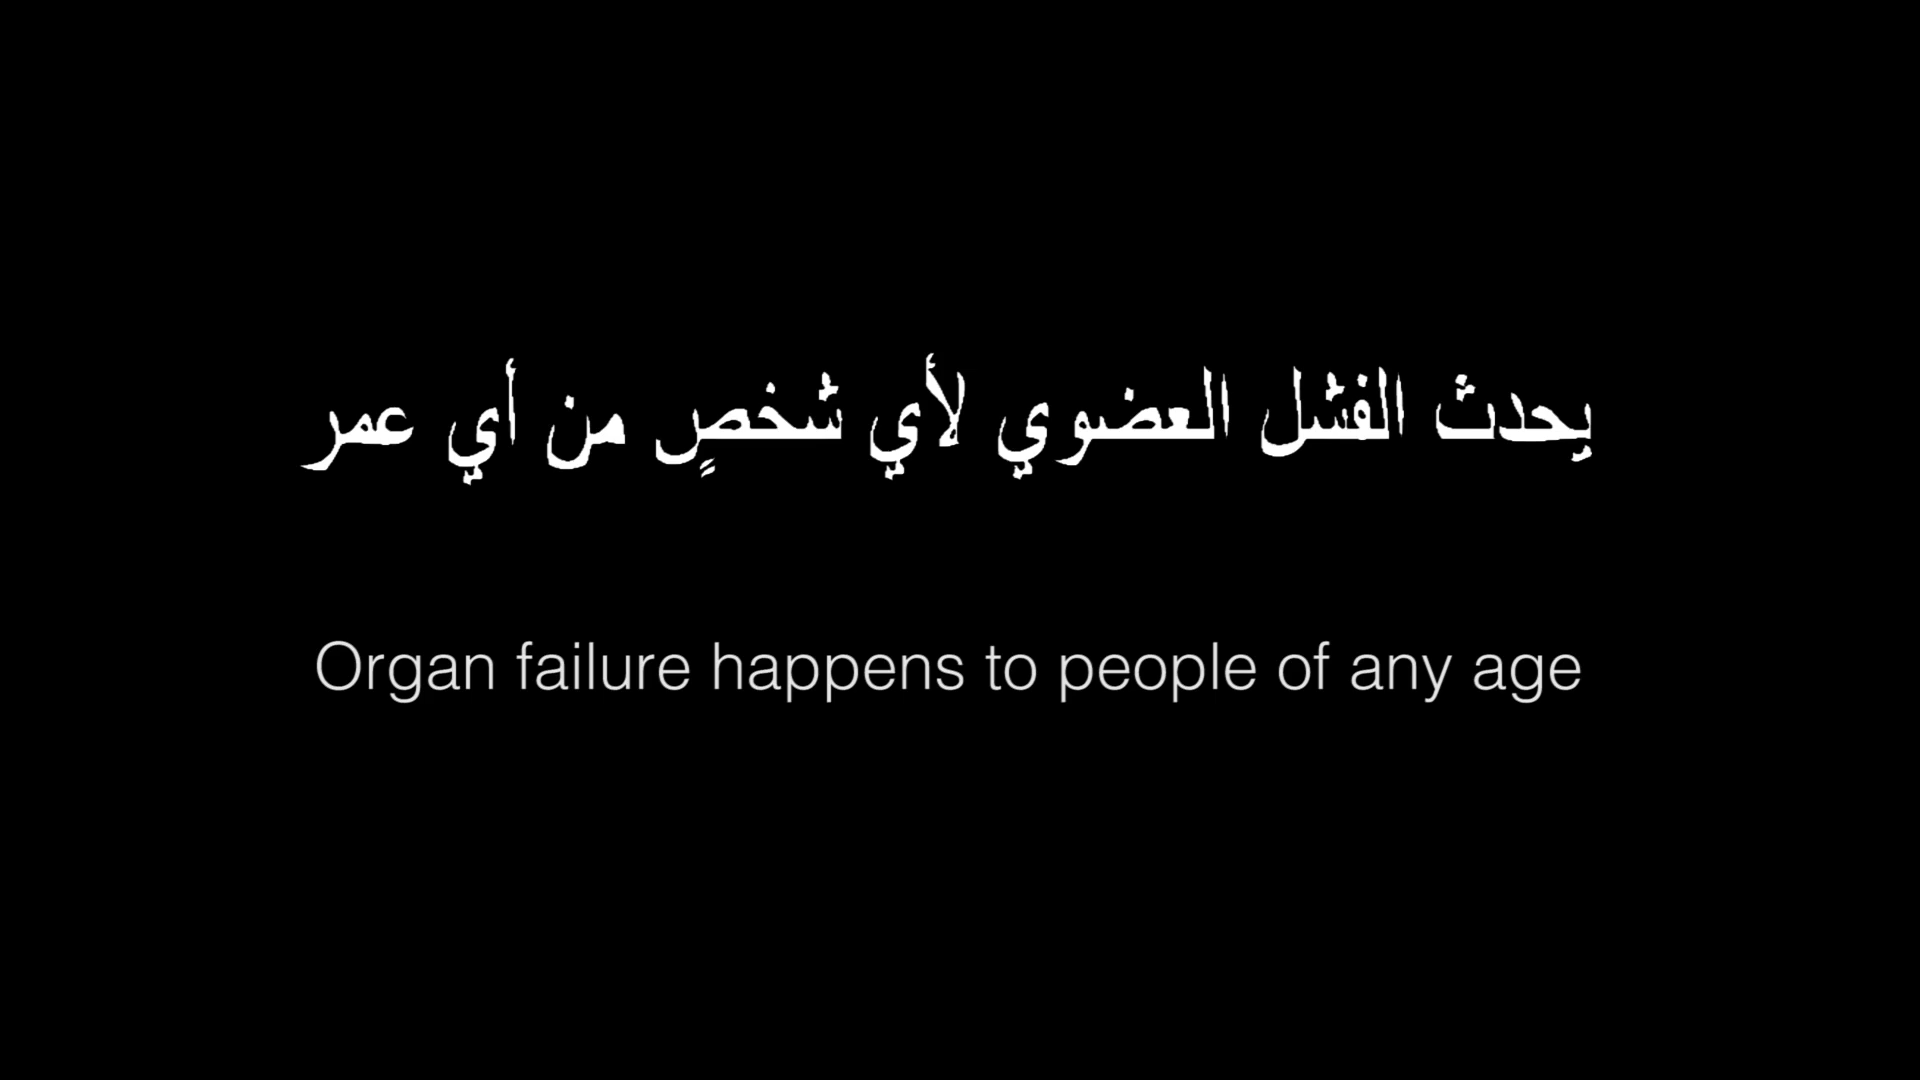 يحدث الفشل العضوي لأي شخصٍ من أي عمر
Organ failure happens to people of any age